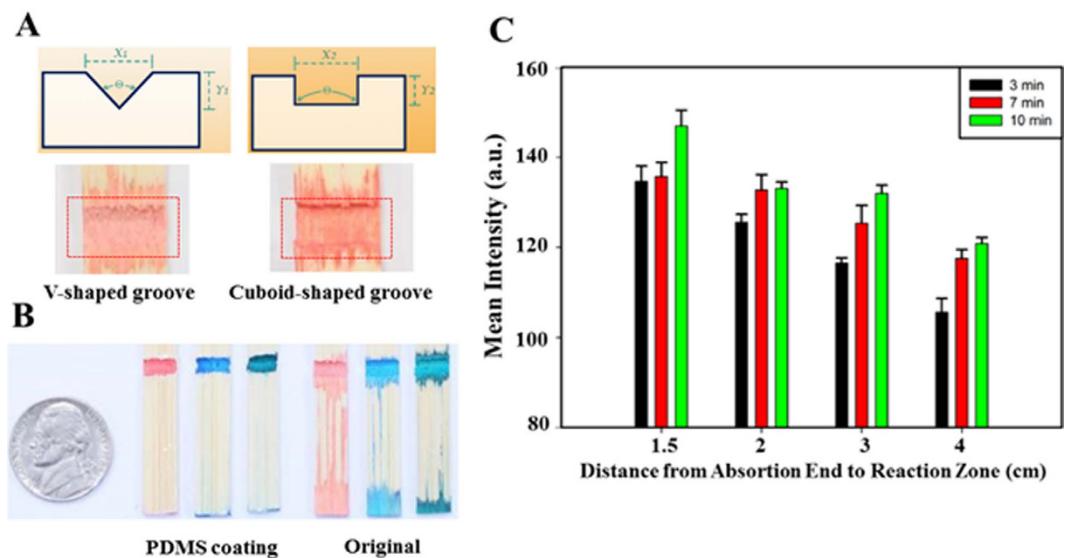 A
X1
Θ
Y1
X2
Θ
Y2
V-shaped groove
Cuboid-shaped groove
B
PDMS coating
Original
C
160
140
120
100
80
Mean Intensity (a.u.)
3 min
7 min
10 min
1.5
2
3
4
Distance from Absortion End to Reaction Zone (cm)